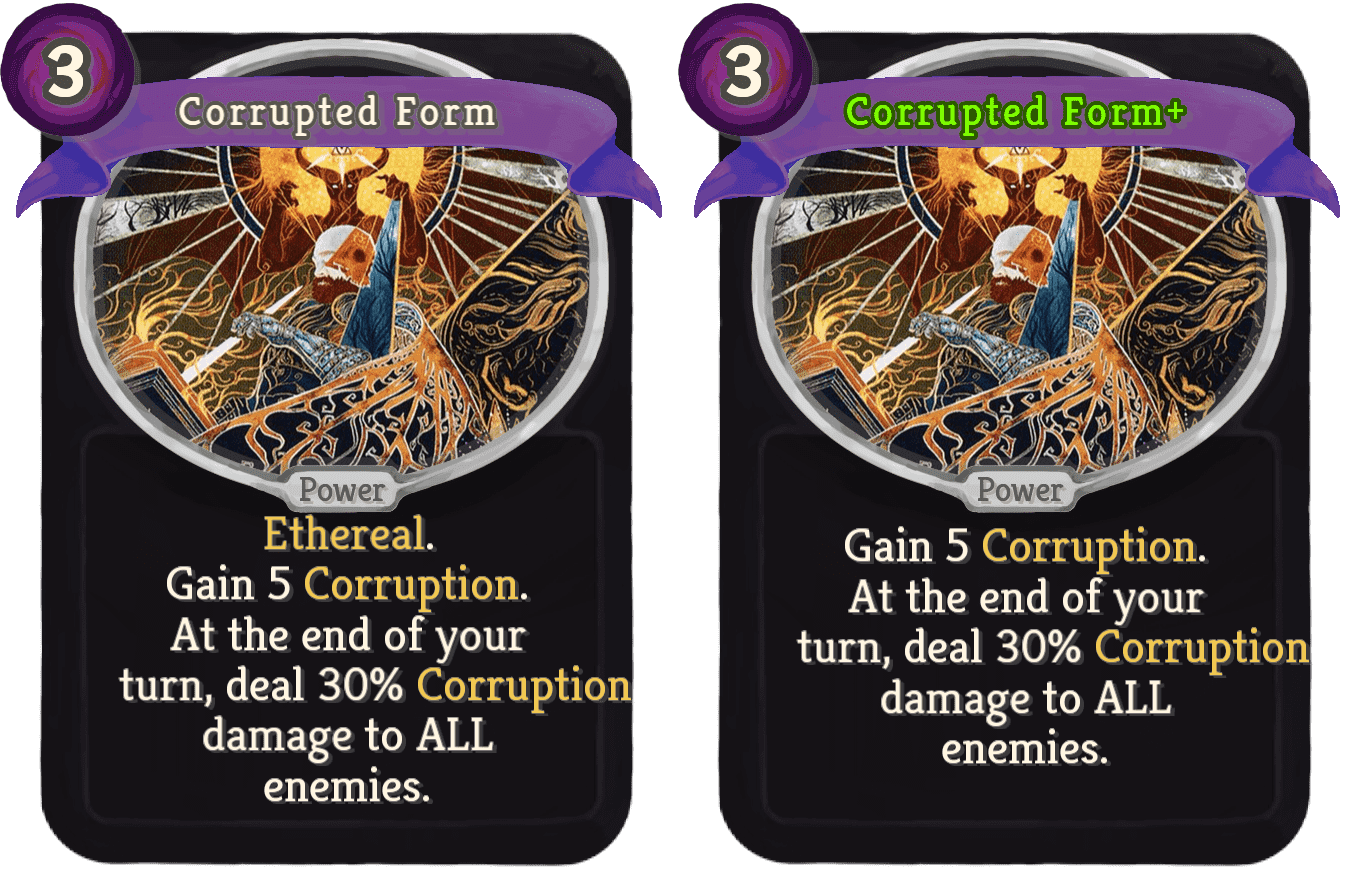 3
Corrupted Form
Power
Ethereal.
Gain 5 Corruption.
At the end of your
turn, deal 30% Corruption
damage to ALL
enemies.
3
Corrupted Form+
Power
Gain 5 Corruption.
At the end of your
turn, deal 30% Corruption
damage to ALL
enemies.